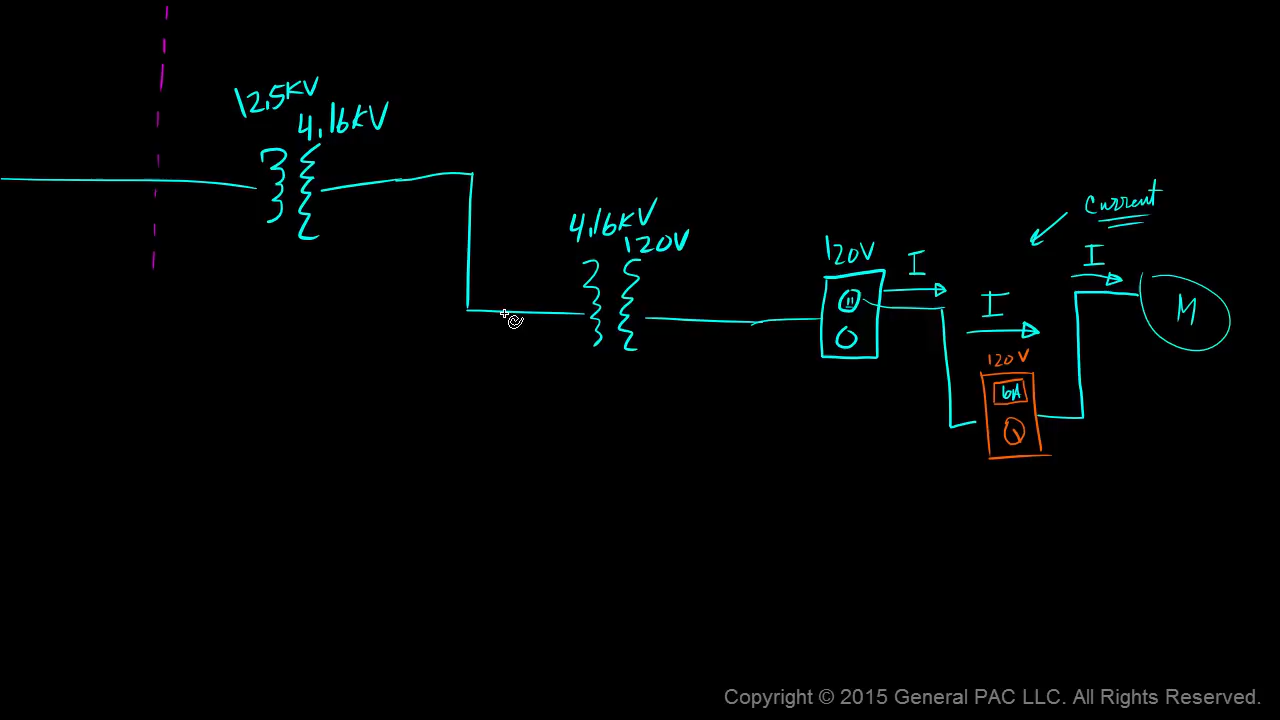 12.5KV
4.16KV
4.16KV
120V
120V
I
Current
I
I
120V
6A
M
Copyright © 2015 General PAC LLC. All Rights Reserved.